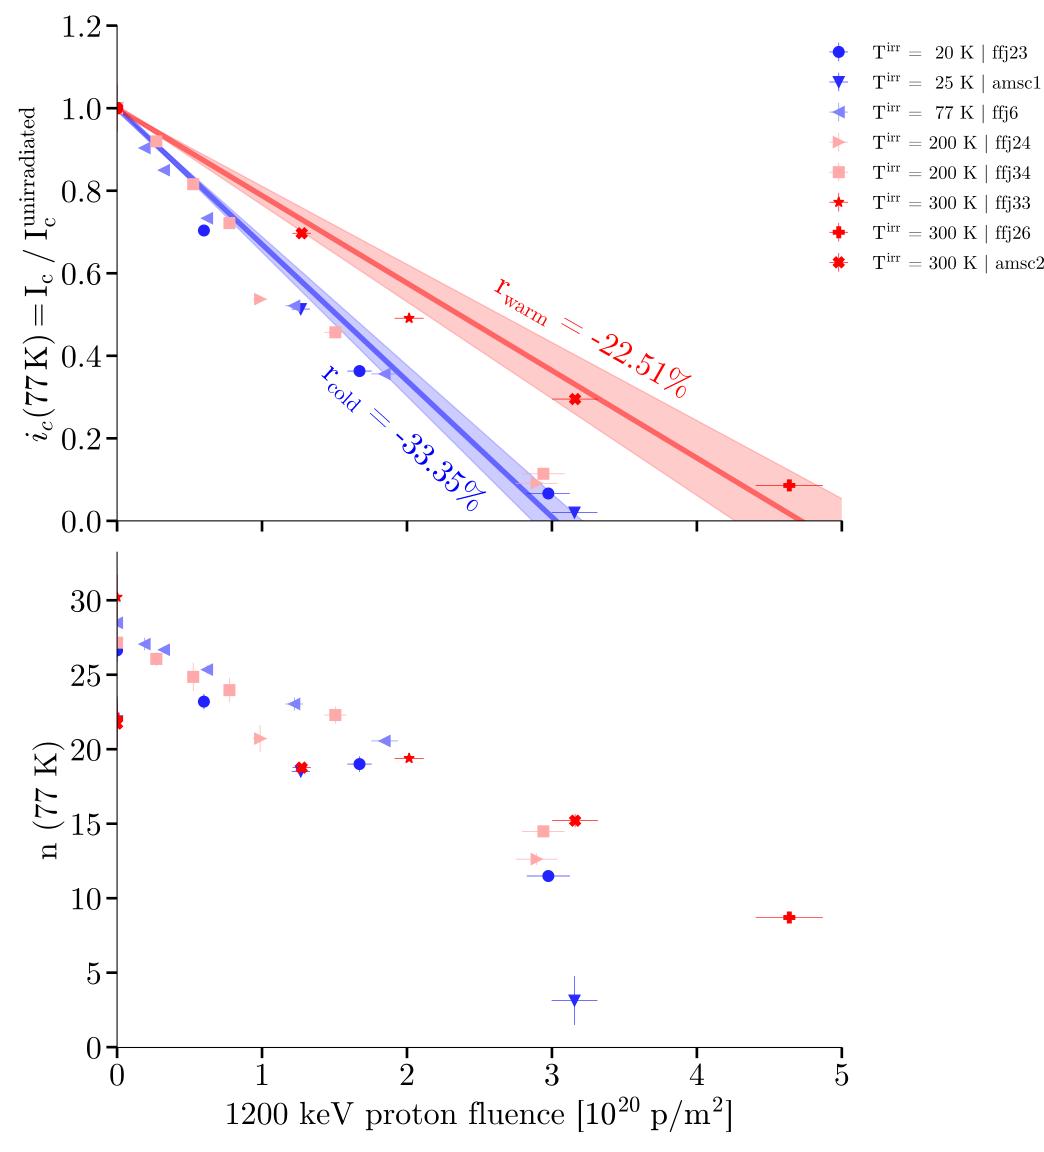 1.2
1.0
0.8
0.6
0.4
0.2
0.0
i_c(77 K) = I_c / I_c^unirradiated
r_warm = -22.51%
r_cold = -33.35%
T^irr = 20 K | ffj23
T^irr = 25 K | amsc1
T^irr = 77 K | ffj6
T^irr = 200 K | ffj24
T^irr = 200 K | ffj34
T^irr = 300 K | ffj33
T^irr = 300 K | ffj26
T^irr = 300 K | amsc2
30
25
20
15
10
5
0
n (77 K)
0 1 2 3 4 5
1200 keV proton fluence [10^20 p/m^2]